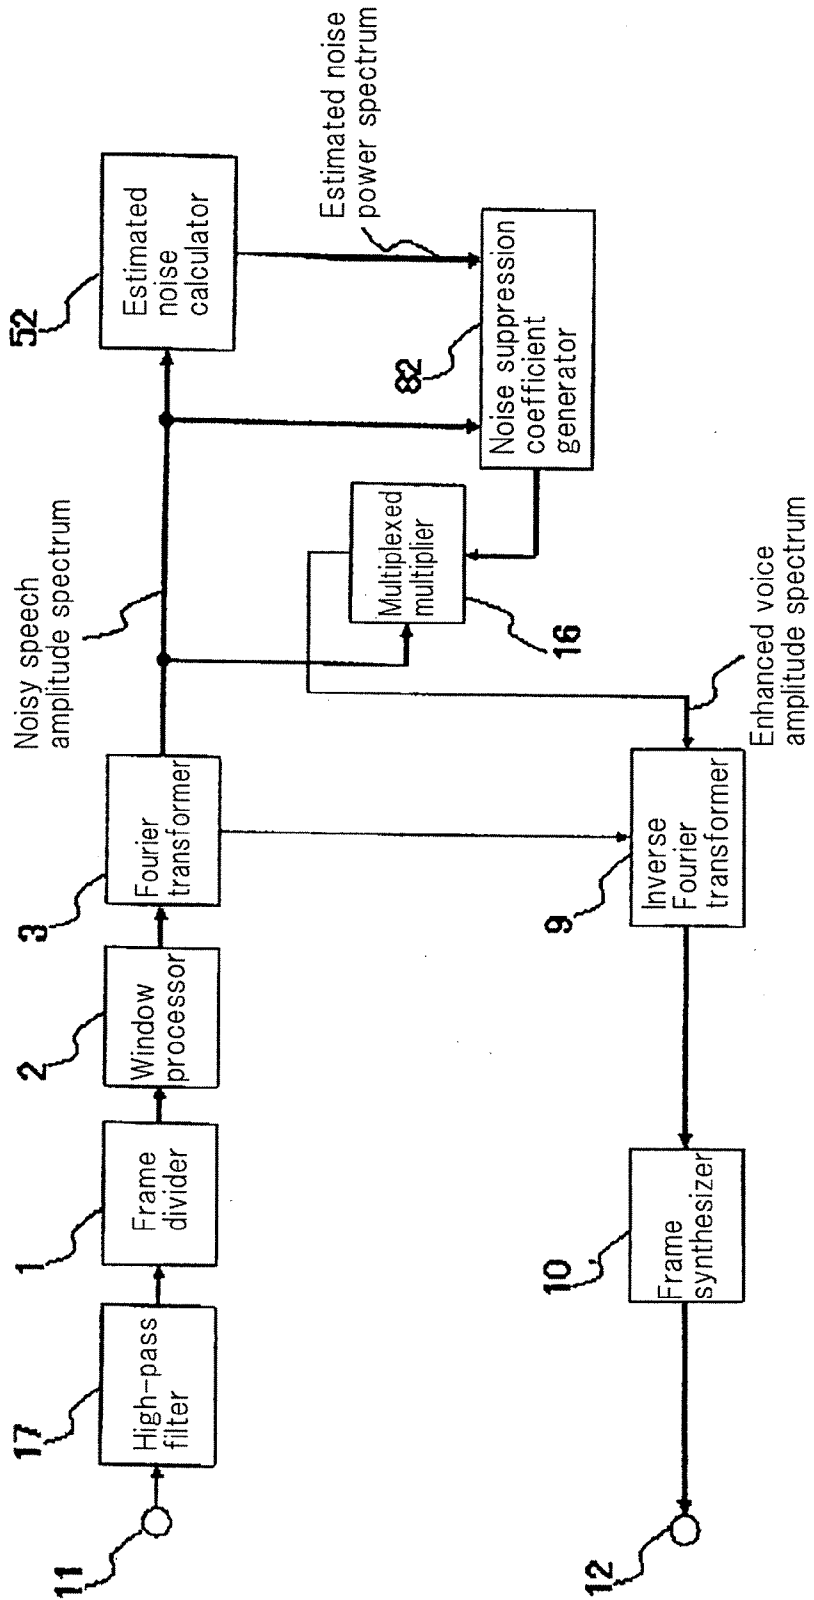 11
17
High-pass
filter
1
Frame
divider
2
Window
processor
3
Fourier
transformer
Noisy speech
amplitude spectrum
52
Estimated
noise
calculator
Estimated noise
power spectrum
82
Noise suppression
coefficient
generator
Multiplexed
multiplier
16
Enhanced voice
amplitude spectrum
9
Inverse
Fourier
transformer
10
Frame
synthesizer
12